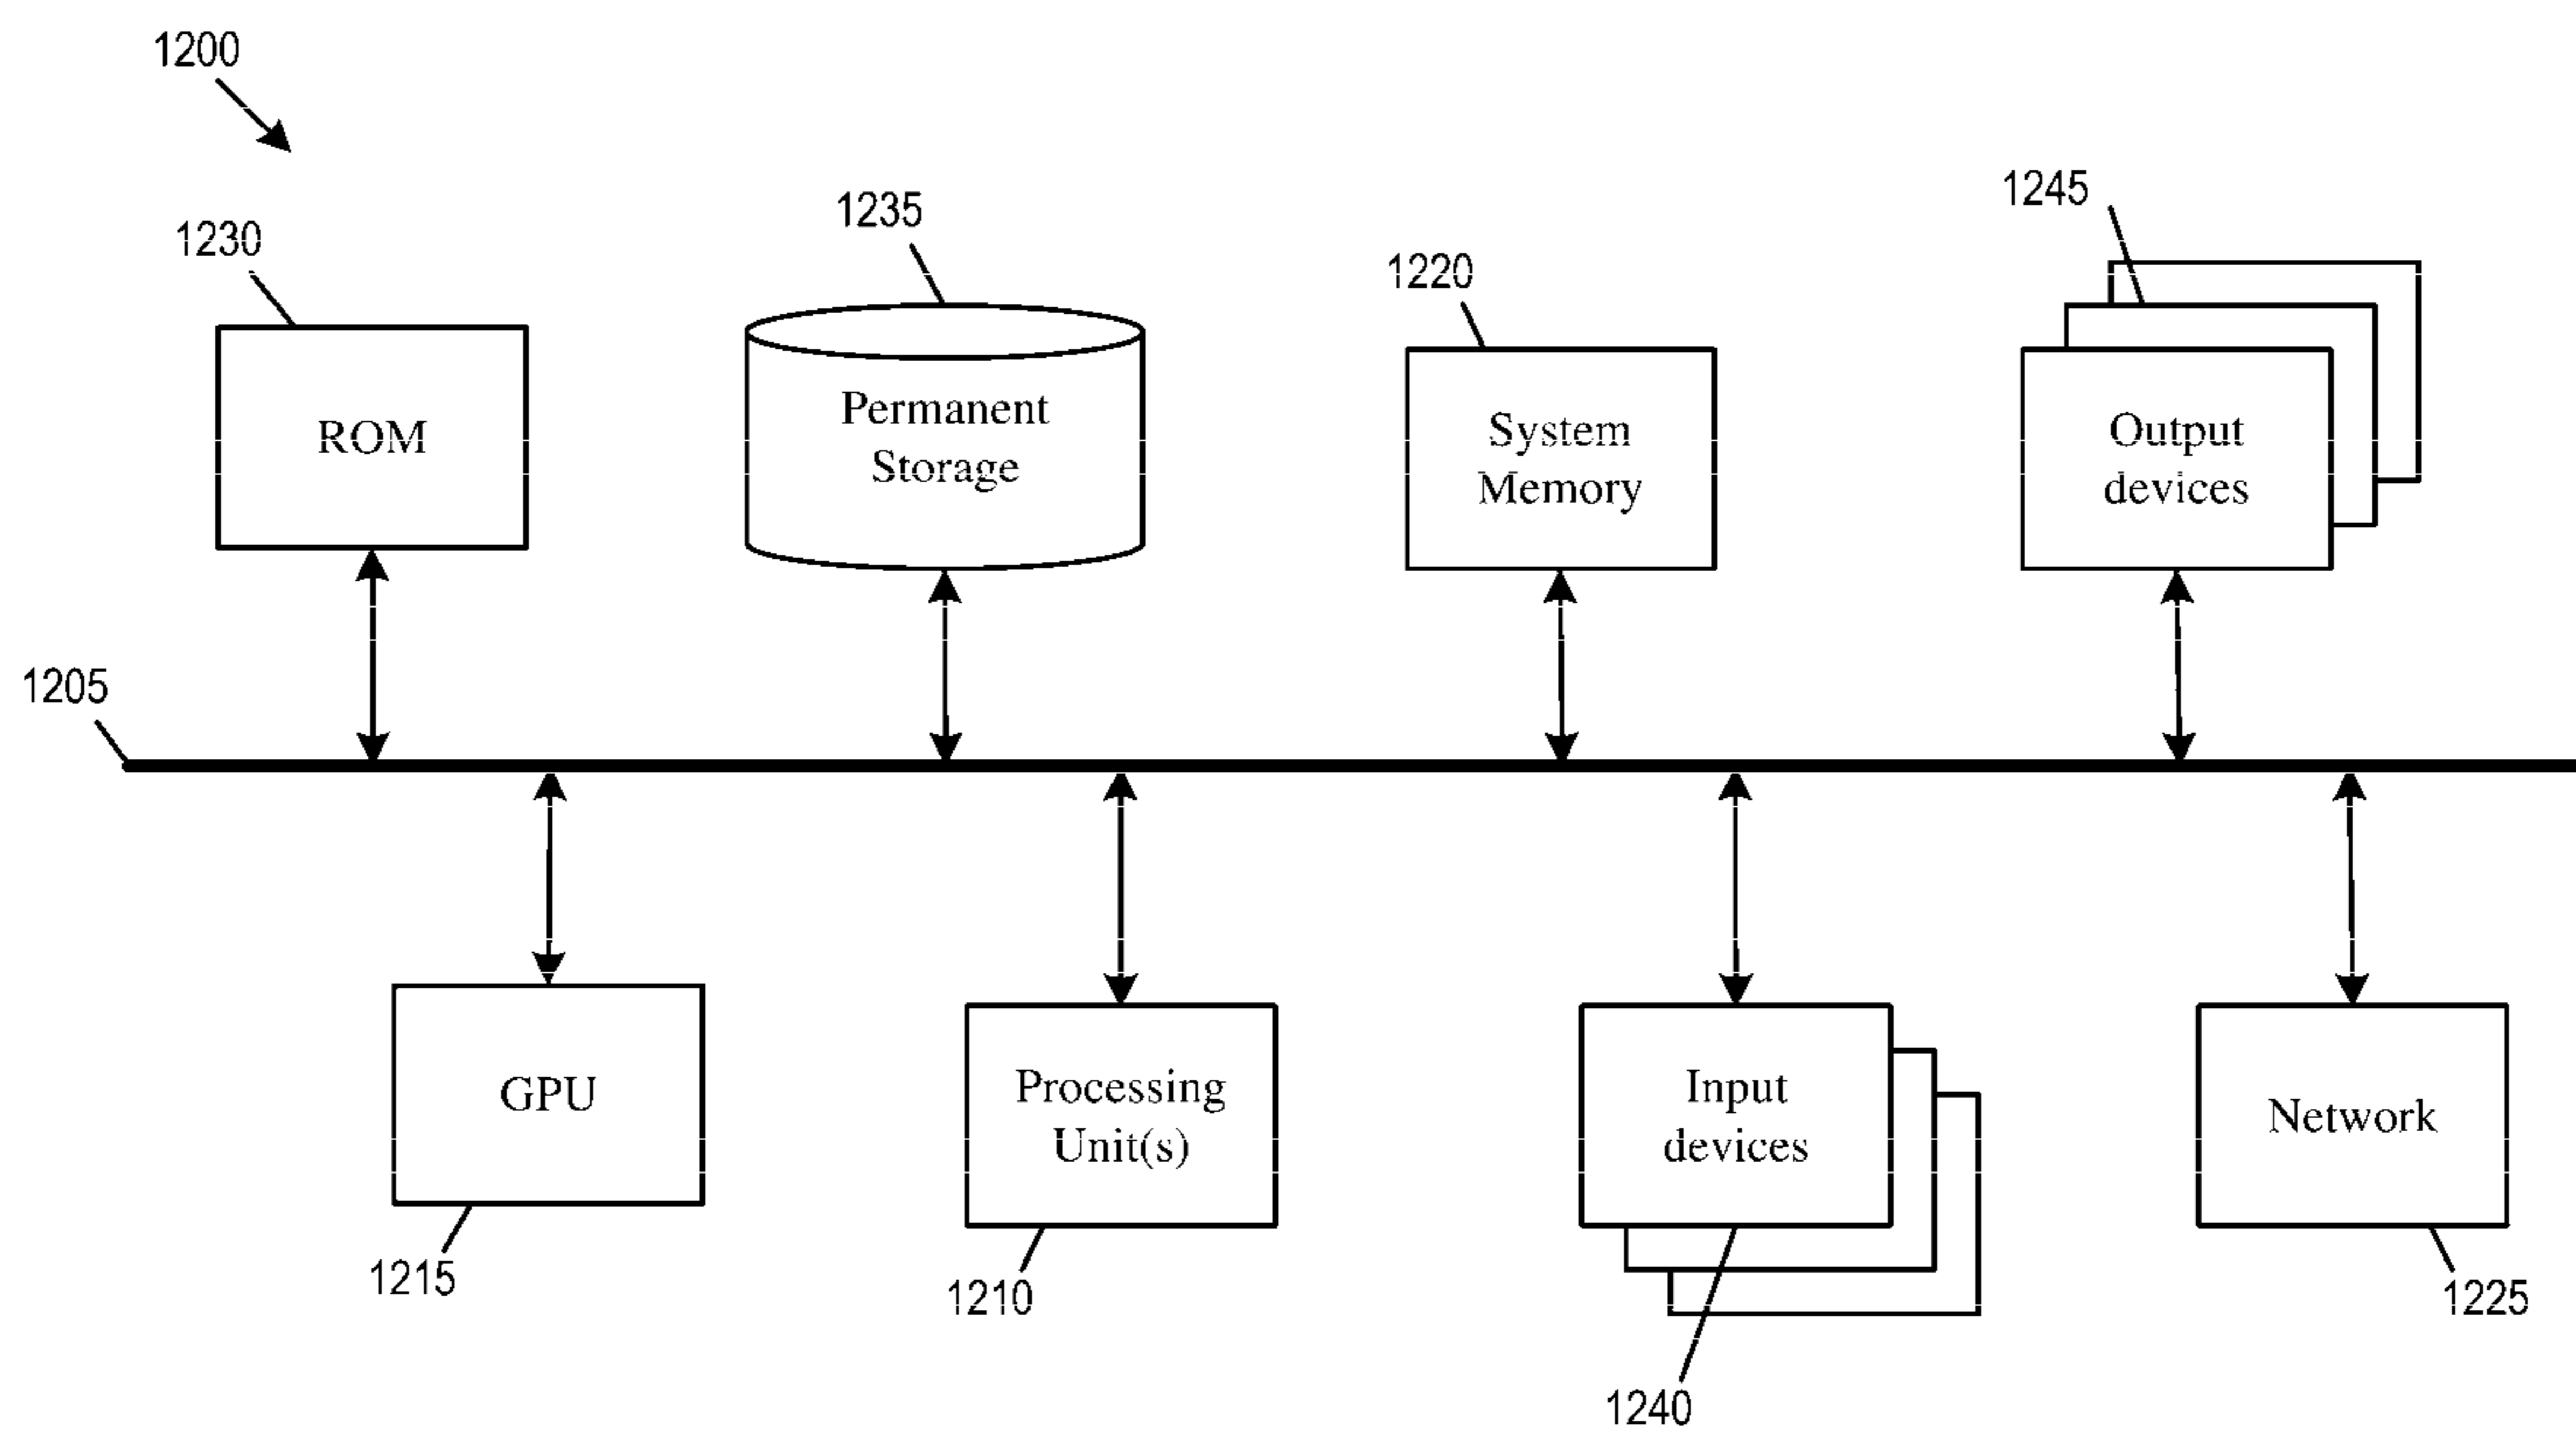 1200
1230
ROM
1235
Permanent
Storage
1220
System
Memory
1245
Output
devices
1205
GPU
1215
Processing
Unit(s)
1210
Input
devices
1240
Network
1225